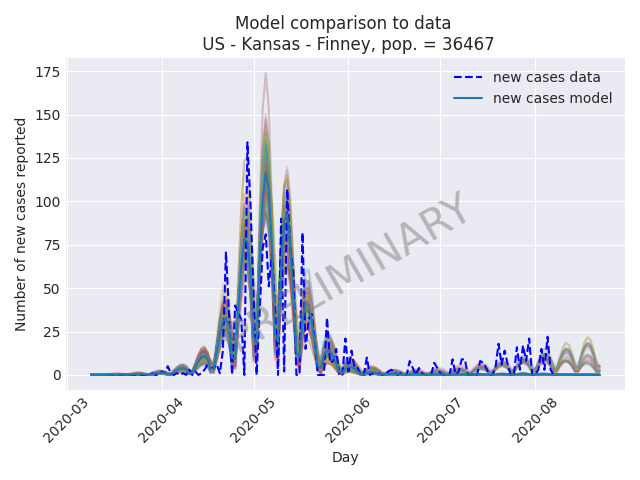 Model comparison to data
US - Kansas - Finney, pop. = 36467
175
150
125
100
75
50
25
0
Number of new cases reported
new cases data
new cases model
PRELIMINARY
2020-03
2020-04
2020-05
2020-06
2020-07
2020-08
Day